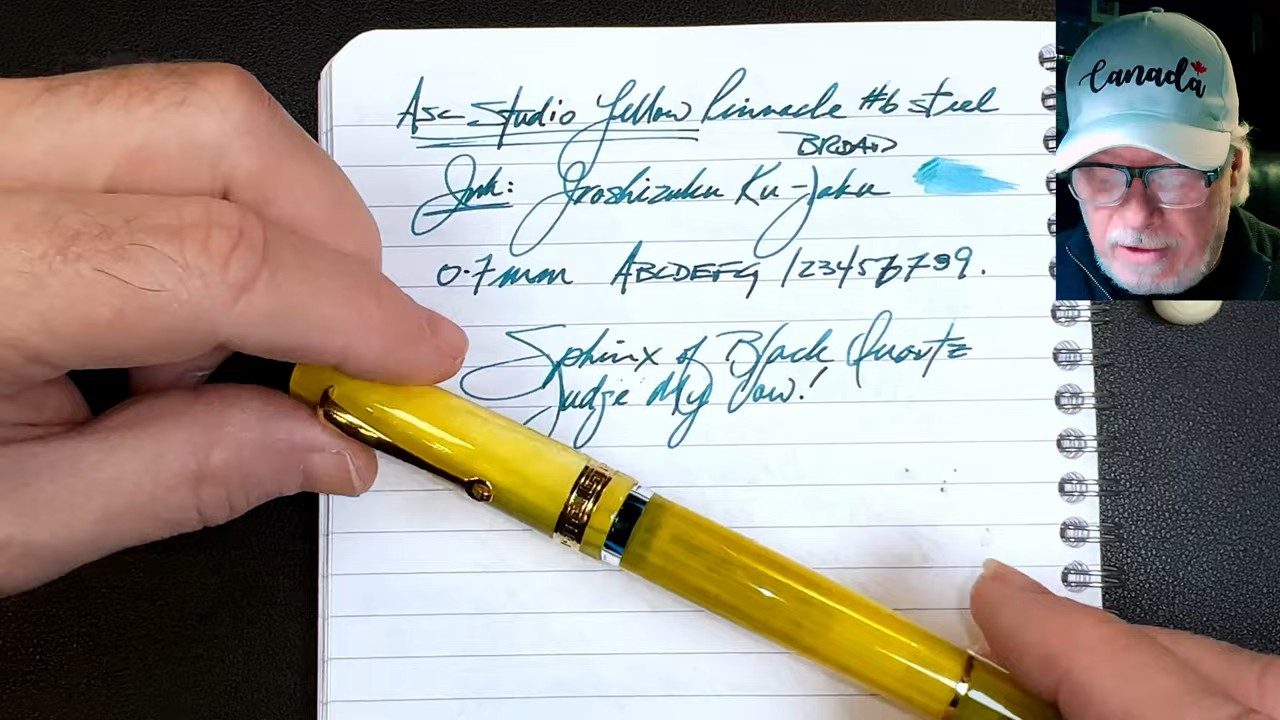 Asc Studio Yellow Pinnacle #6 steel
BROAD
Ink: Iroshizuku Ku-Jaku
0.7mm ABCDEFG 123456789.
Sphinx of Black Quartz
Judge My Vow!
Canada